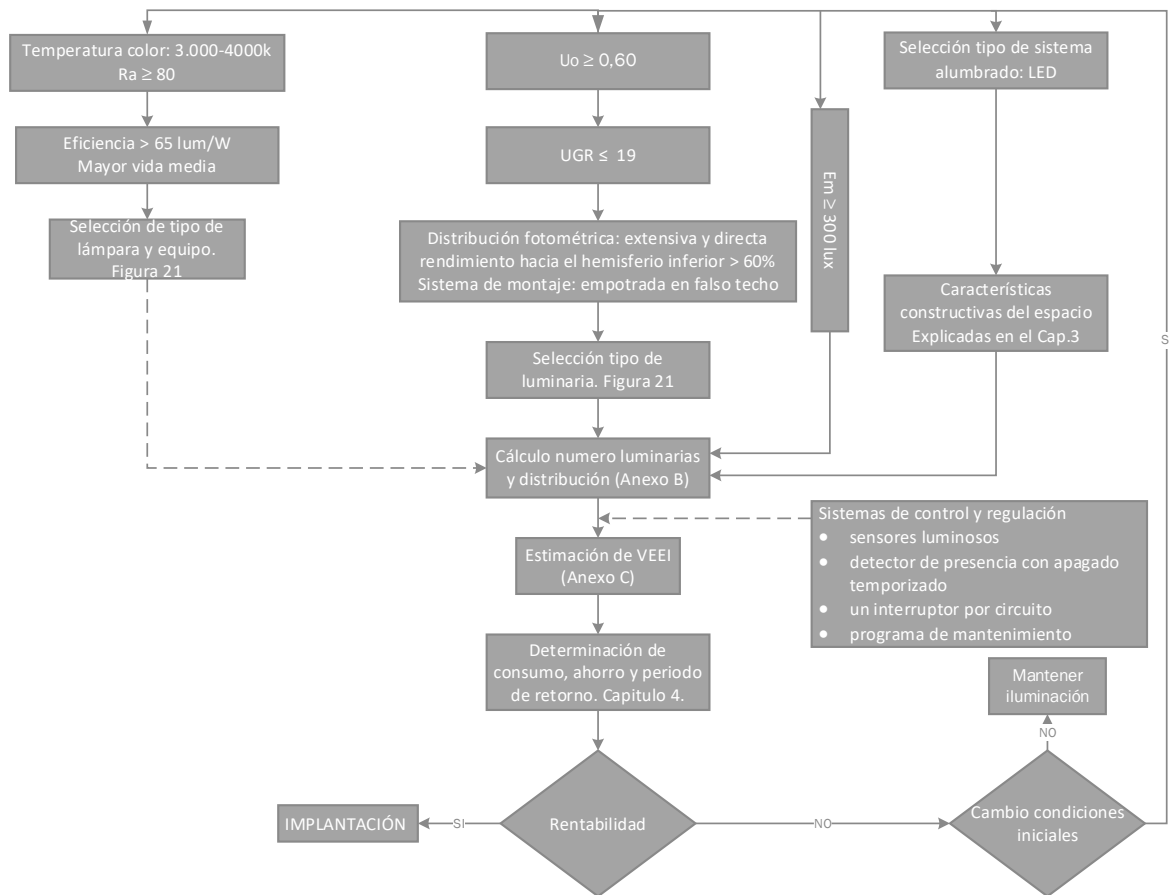 Temperatura color: 3.000-4000k
Ra ≥ 80
Eficiencia > 65 lum/W
Mayor vida media
Selección de tipo de
lámpara y equipo.
Figura 21
Uo ≥ 0,60
UGR ≤ 19
Distribución fotométrica: extensiva y directa
rendimiento hacia el hemisferio inferior > 60%
Sistema de montaje: empotrada en falso techo
Selección tipo de
luminaria. Figura 21
Em ≥ 300 lux
Selección tipo de sistema
alumbrado: LED
Características
constructivas del espacio
Explicadas en el Cap.3
S
Cálculo numero luminarias
y distribución (Anexo B)
Sistemas de control y regulación
● sensores luminosos
● detector de presencia con apagado
temporizado
● un interruptor por circuito
● programa de mantenimiento
Estimación de VEEI
(Anexo C)
Determinación de
consumo, ahorro y periodo
de retorno. Capitulo 4.
Mantener
iluminación
NO
IMPLANTACIÓN
SI
Rentabilidad
NO
Cambio condiciones
iniciales